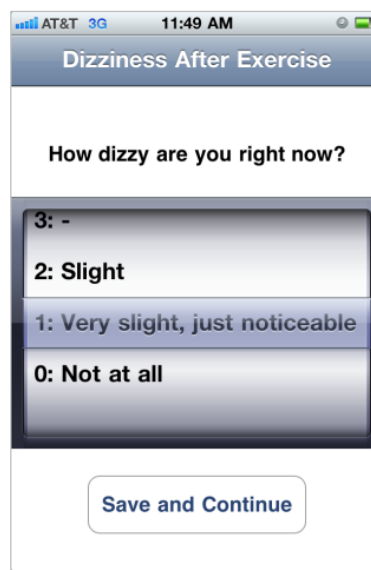 AT&T 3G 11:49 AM
Dizziness After Exercise
How dizzy are you right now?
3: -
2: Slight
1: Very slight, just noticeable
0: Not at all
Save and Continue